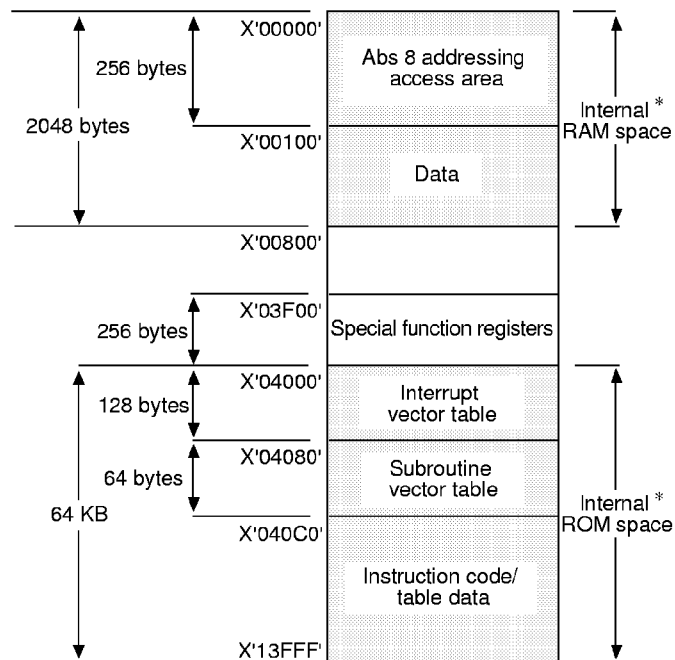 X'00000'
256 bytes
Abs 8 addressing
access area
2048 bytes
Internal *
RAM space
X'00100'
Data
X'00800'
X'03F00'
256 bytes
Special function registers
X'04000'
128 bytes
Interrupt
vector table
X'04080'
64 bytes
Subroutine
vector table
64 KB
Internal *
ROM space
X'040C0'
Instruction code/
table data
X'13FFF'